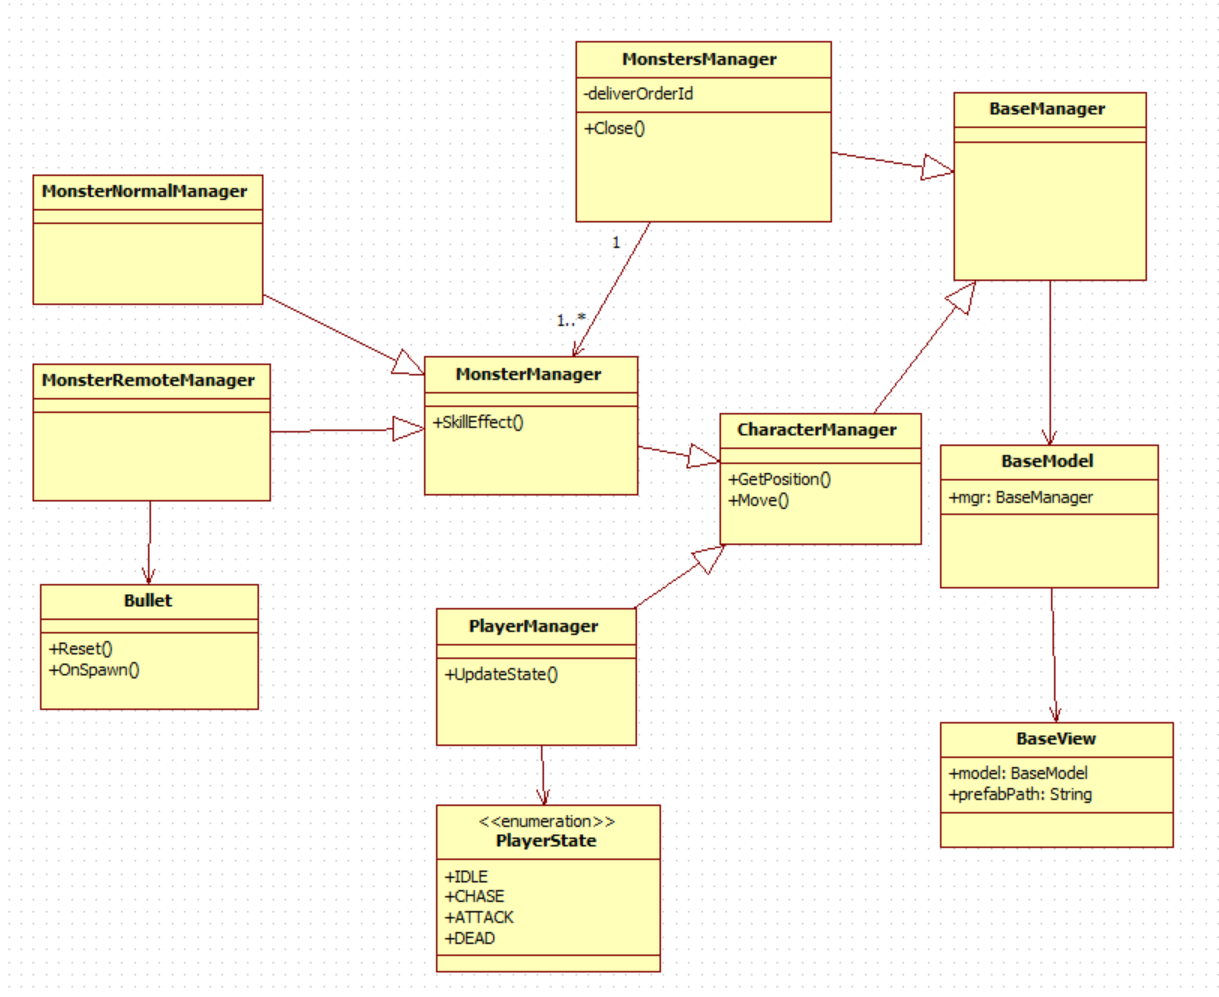 MonstersManager
-deliverOrderId
+Close()
BaseManager
MonsterNormalManager
1
1..*
MonsterRemoteManager
MonsterManager
+SkillEffect()
CharacterManager
+GetPosition()
+Move()
BaseModel
+mgr: BaseManager
Bullet
+Reset()
+OnSpawn()
PlayerManager
+UpdateState()
BaseView
+model: BaseModel
+prefabPath: String
<<enumeration>>
PlayerState
+IDLE
+CHASE
+ATTACK
+DEAD